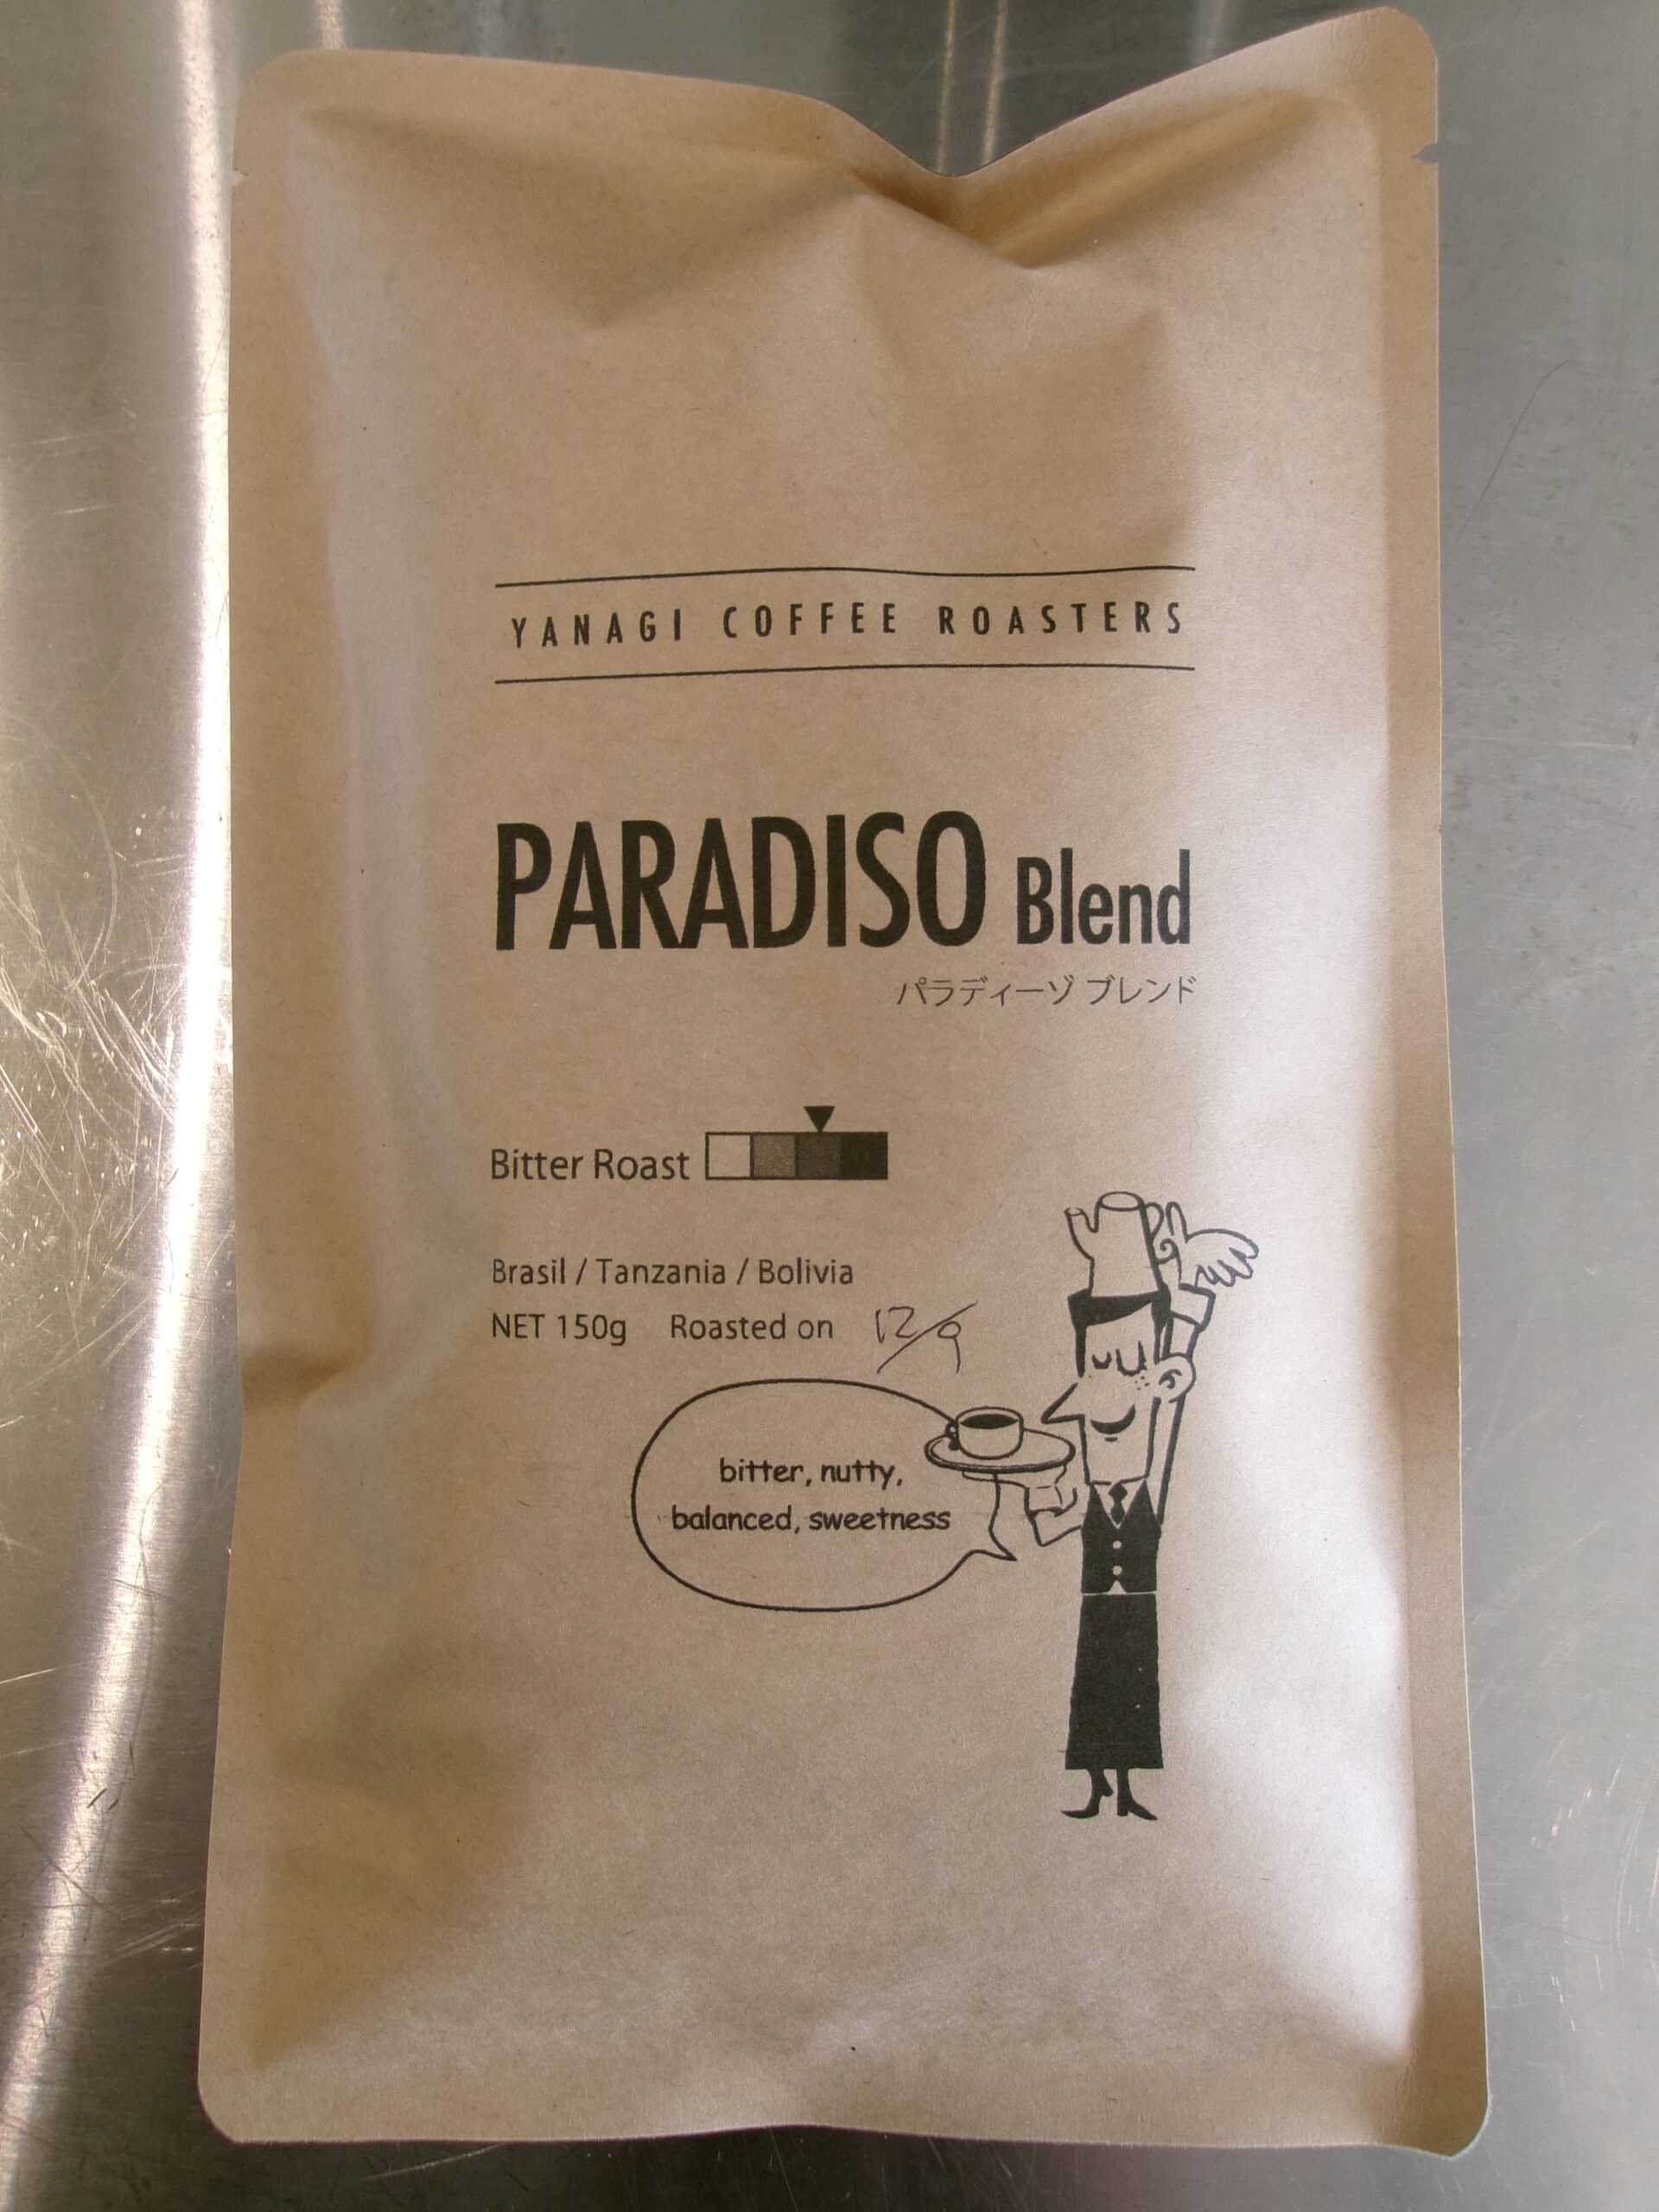 YANAGI COFFEE ROASTERS
PARADISO Blend
パラディーゾ ブレンド
Bitter Roast
Brasil / Tanzania / Bolivia
NET 150g Roasted on 12/9
bitter, nutty,
balanced, sweetness